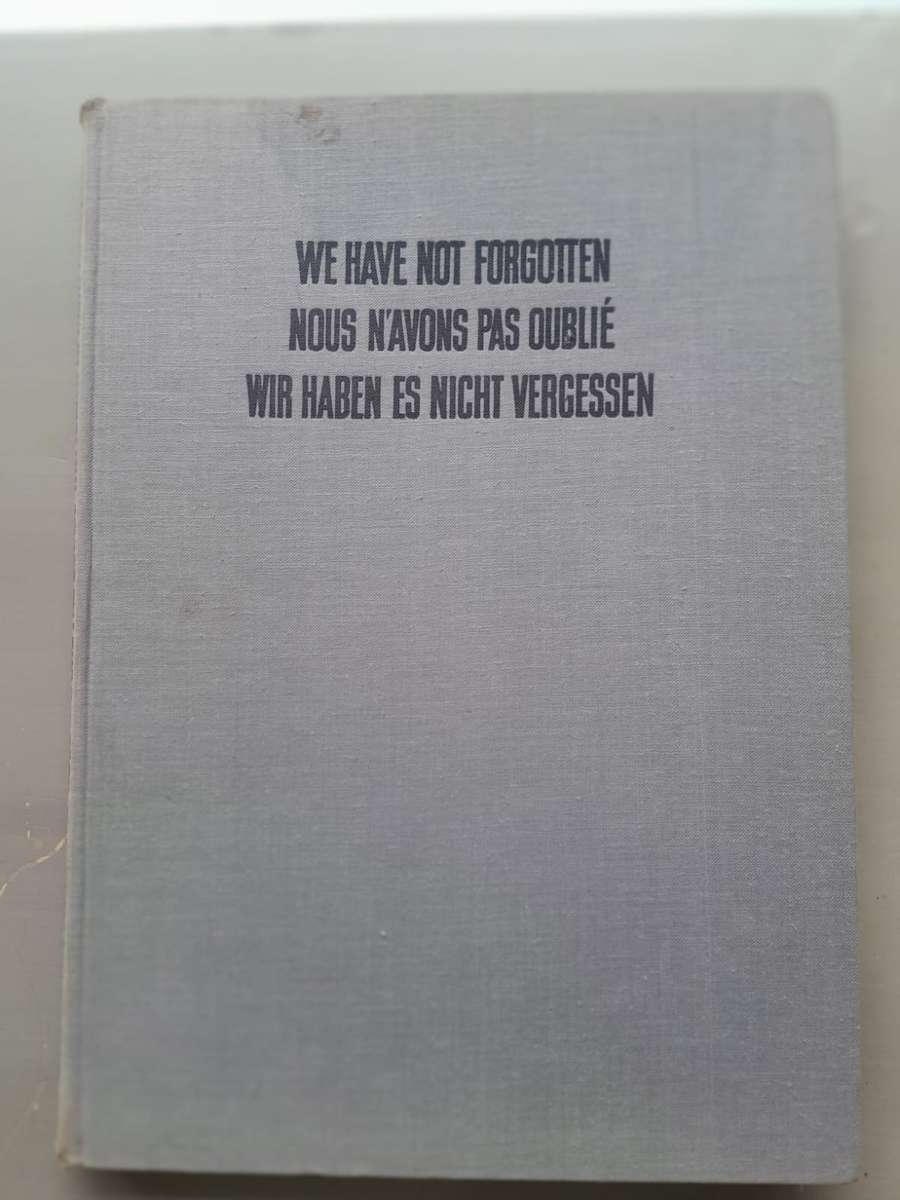 WE HAVE NOT FORGOTTEN
NOUS N'AVONS PAS OUBLIÉ
WIR HABEN ES NICHT VERGESSEN